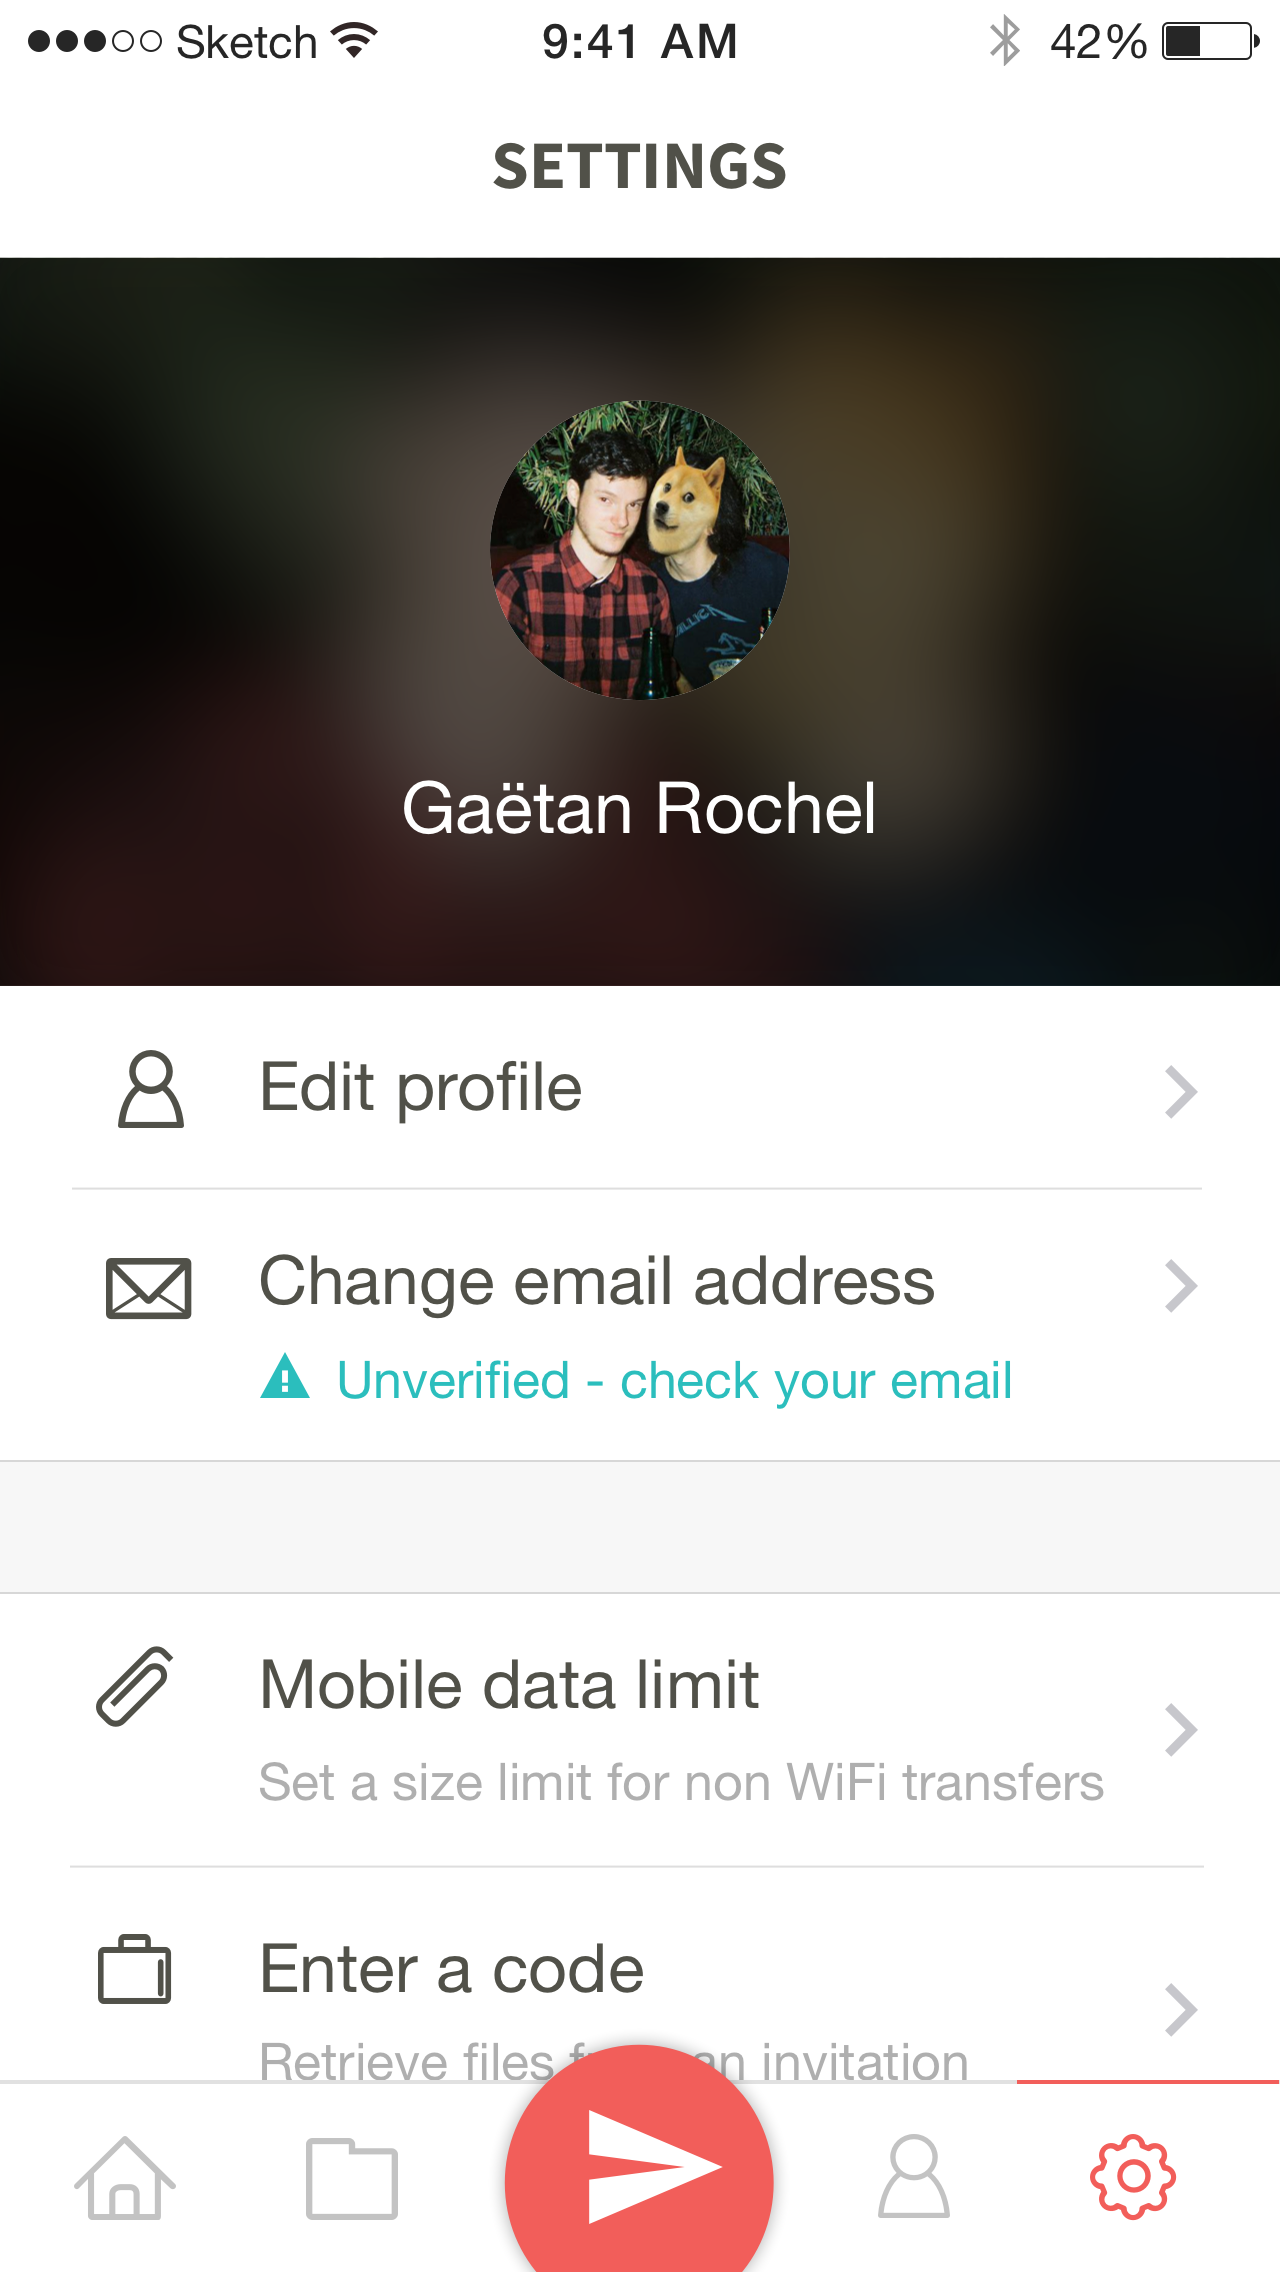 Sketch 9:41 AM 42%
SETTINGS
Gaëtan Rochel
Edit profile
Change email address
Unverified - check your email
Mobile data limit
Set a size limit for non WiFi transfers
Enter a code
Retrieve files an invitation